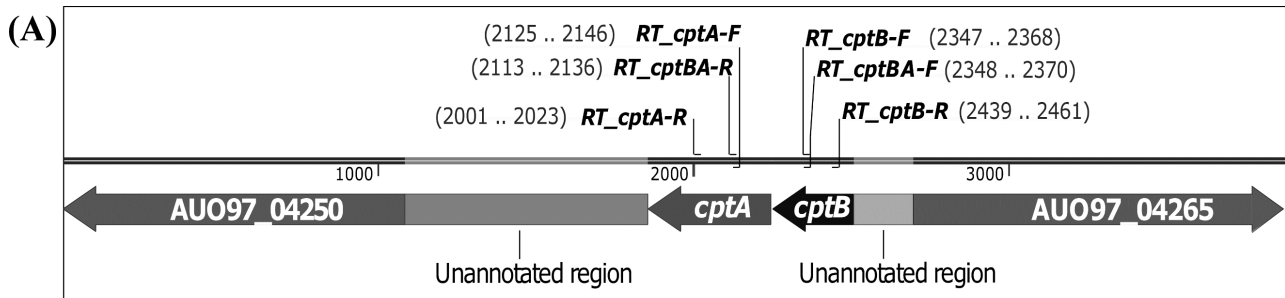 (A)
(2125 .. 2146) RT_cptA-F RT_cptB-F (2347 .. 2368)
(2113 .. 2136) RT_cptBA-R RT_cptBA-F (2348 .. 2370)
(2001 .. 2023) RT_cptA-R RT_cptB-R (2439 .. 2461)
1000 2000 3000
AUO97_04250 cptA cptB AUO97_04265
Unannotated region Unannotated region